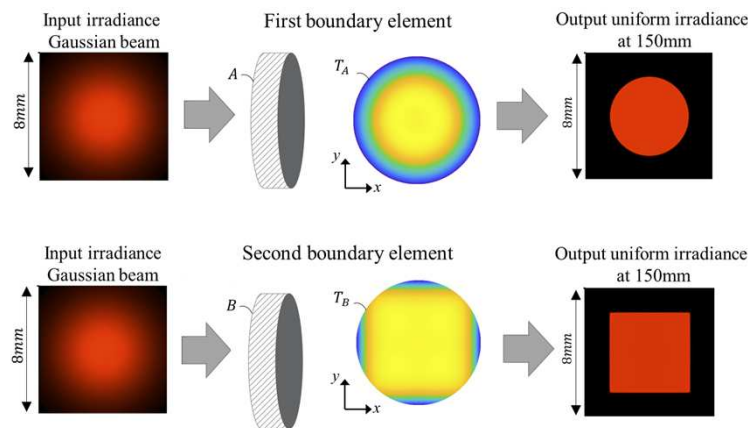 Input irradiance
Gaussian beam
First boundary element
Output uniform irradiance
at 150mm
8mm
A
T_A
y
x
8mm
Input irradiance
Gaussian beam
Second boundary element
Output uniform irradiance
at 150mm
8mm
B
T_B
y
x
8mm